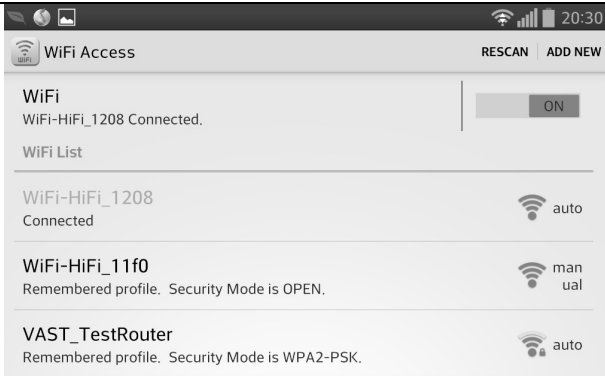 20:30
WiFi
WiFi Access
RESCAN
ADD NEW
WiFi
ON
WiFi-HiFi_1208 Connected.
WiFi List
WiFi-HiFi_1208
auto
Connected
WiFi-HiFi_11f0
man
ual
Remembered profile. Security Mode is OPEN.
VAST_TestRouter
auto
Remembered profile. Security Mode is WPA2-PSK.